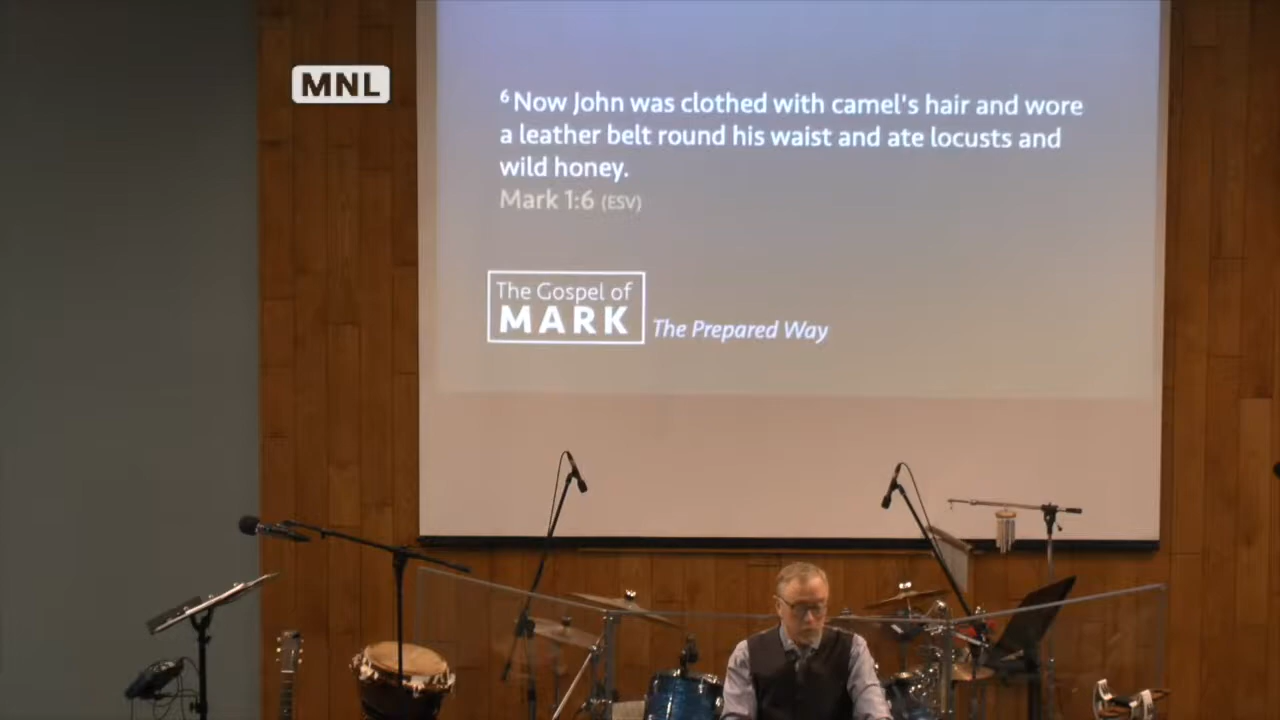 MNL
⁶ Now John was clothed with camel's hair and wore
a leather belt round his waist and ate locusts and
wild honey.
Mark 1:6 (ESV)
The Gospel of
MARK
The Prepared Way